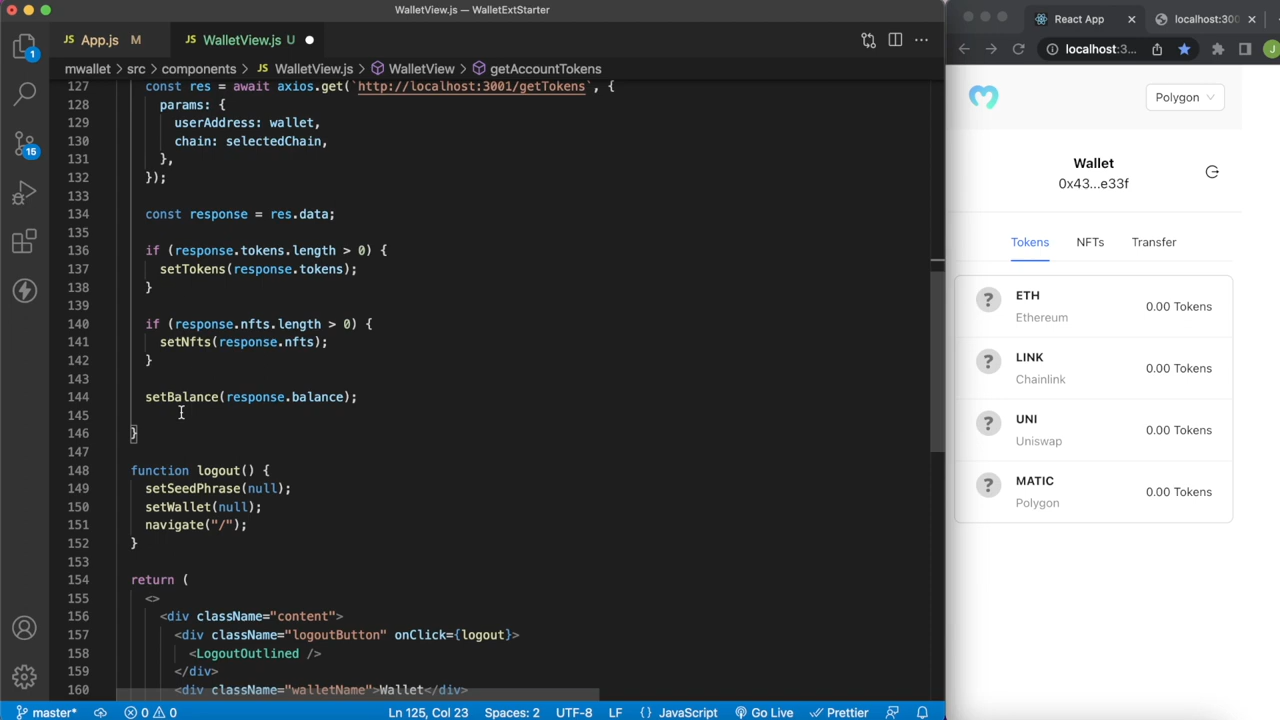 WalletView.js — WalletExtStarter
JS App.js M
JS WalletView.js U
mwallet > src > components > JS WalletView.js > WalletView > getAccountTokens
127 const res = await axios.get(`http://localhost:3001/getTokens`, {
128 params: {
129 userAddress: wallet,
130 chain: selectedChain,
131 },
132 });
133
134 const response = res.data;
135
136 if (response.tokens.length > 0) {
137 setTokens(response.tokens);
138 }
139
140 if (response.nfts.length > 0) {
141 setNfts(response.nfts);
142 }
143
144 setBalance(response.balance);
145
146 }
147
148 function logout() {
149 setSeedPhrase(null);
150 setWallet(null);
151 navigate("/");
152 }
153
154 return (
155 <>
156 <div className="content">
157 <div className="logoutButton" onClick={logout}>
158 <LogoutOutlined />
159 </div>
160 <div className="walletName">Wallet</div>
1
15
master* 0 0 Ln 125, Col 23 Spaces: 2 UTF-8 LF {} JavaScript Go Live Prettier
React App
localhost:300
localhost:3...
J
Polygon
Wallet
0x43...e33f
Tokens NFTs Transfer
? ETH
Ethereum
0.00 Tokens
? LINK
Chainlink
0.00 Tokens
? UNI
Uniswap
0.00 Tokens
? MATIC
Polygon
0.00 Tokens